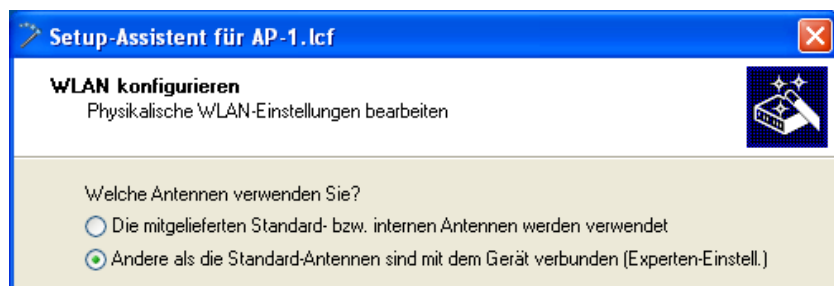 Setup-Assistent für AP-1.lcf
WLAN konfigurieren
Physikalische WLAN-Einstellungen bearbeiten
Welche Antennen verwenden Sie?
Die mitgelieferten Standard- bzw. internen Antennen werden verwendet
Andere als die Standard-Antennen sind mit dem Gerät verbunden (Experten-Einstell.)